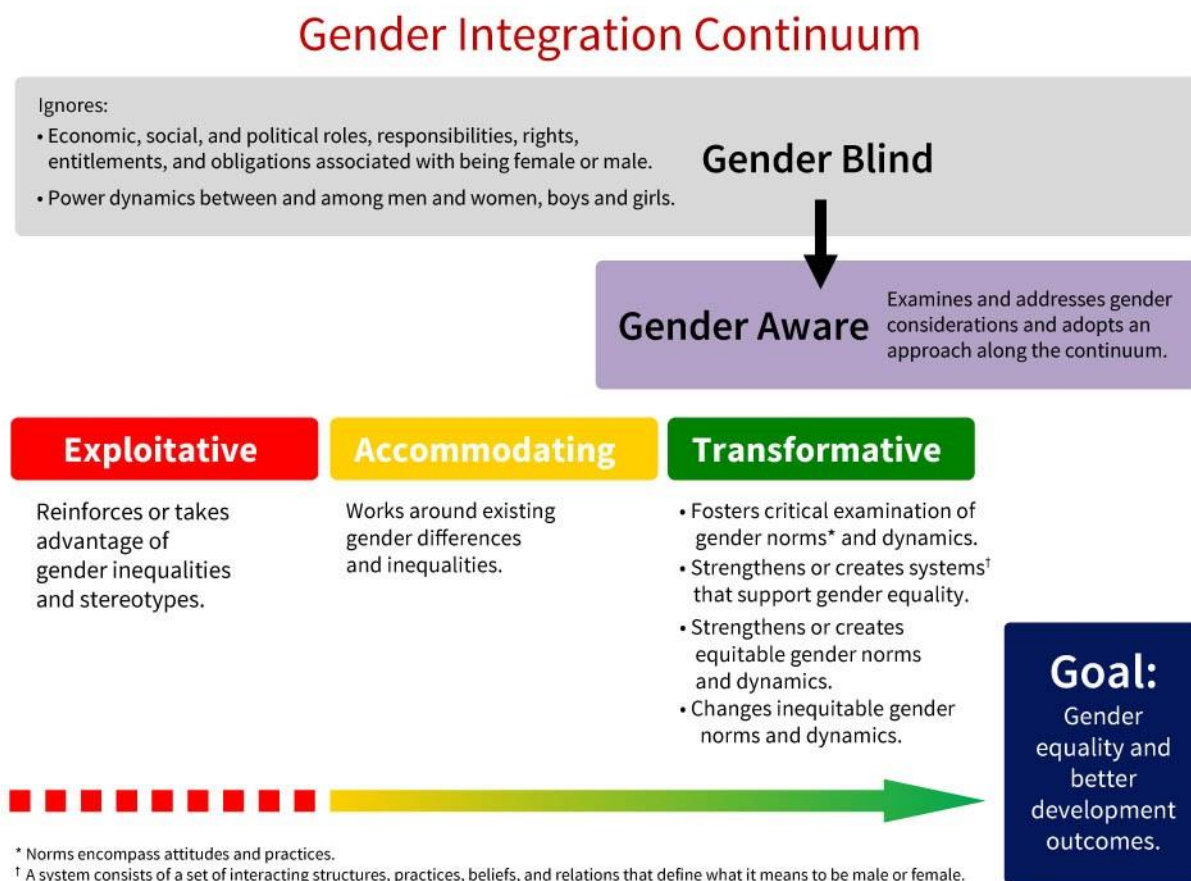 Gender Integration Continuum
Ignores:
• Economic, social, and political roles, responsibilities, rights,
entitlements, and obligations associated with being female or male.
• Power dynamics between and among men and women, boys and girls.
Gender Blind
Gender Aware
Examines and addresses gender
considerations and adopts an
approach along the continuum.
Exploitative
Reinforces or takes
advantage of
gender inequalities
and stereotypes.
Accommodating
Works around existing
gender differences
and inequalities.
Transformative
• Fosters critical examination of
gender norms* and dynamics.
• Strengthens or creates systems†
that support gender equality.
• Strengthens or creates
equitable gender norms
and dynamics.
• Changes inequitable gender
norms and dynamics.
Goal:
Gender
equality and
better
development
outcomes.
* Norms encompass attitudes and practices.
† A system consists of a set of interacting structures, practices, beliefs, and relations that define what it means to be male or female.